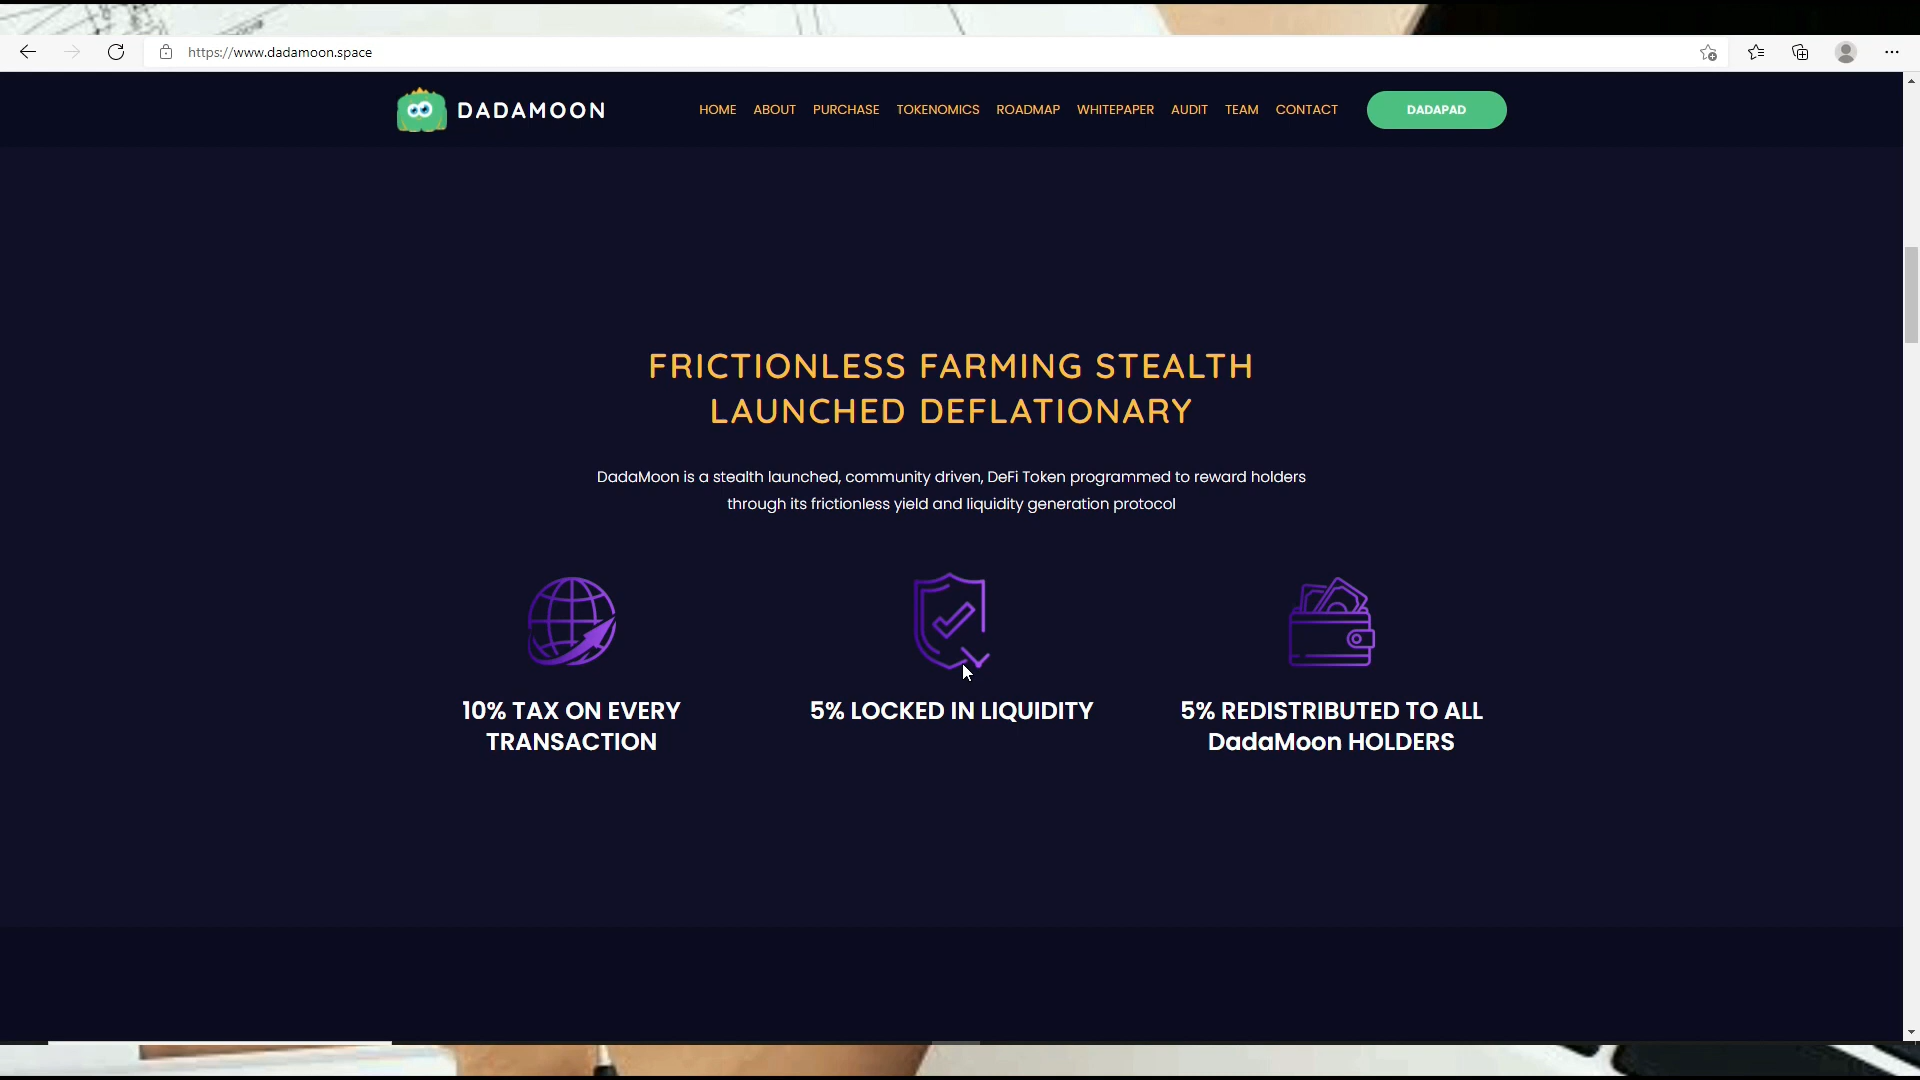 https://www.dadamoon.space
DADAMOON
HOME ABOUT PURCHASE TOKENOMICS ROADMAP WHITEPAPER AUDIT TEAM CONTACT DADAPAD
FRICTIONLESS FARMING STEALTH
LAUNCHED DEFLATIONARY
DadaMoon is a stealth launched, community driven, DeFi Token programmed to reward holders
through its frictionless yield and liquidity generation protocol
10% TAX ON EVERY
TRANSACTION
5% LOCKED IN LIQUIDITY
5% REDISTRIBUTED TO ALL
DadaMoon HOLDERS